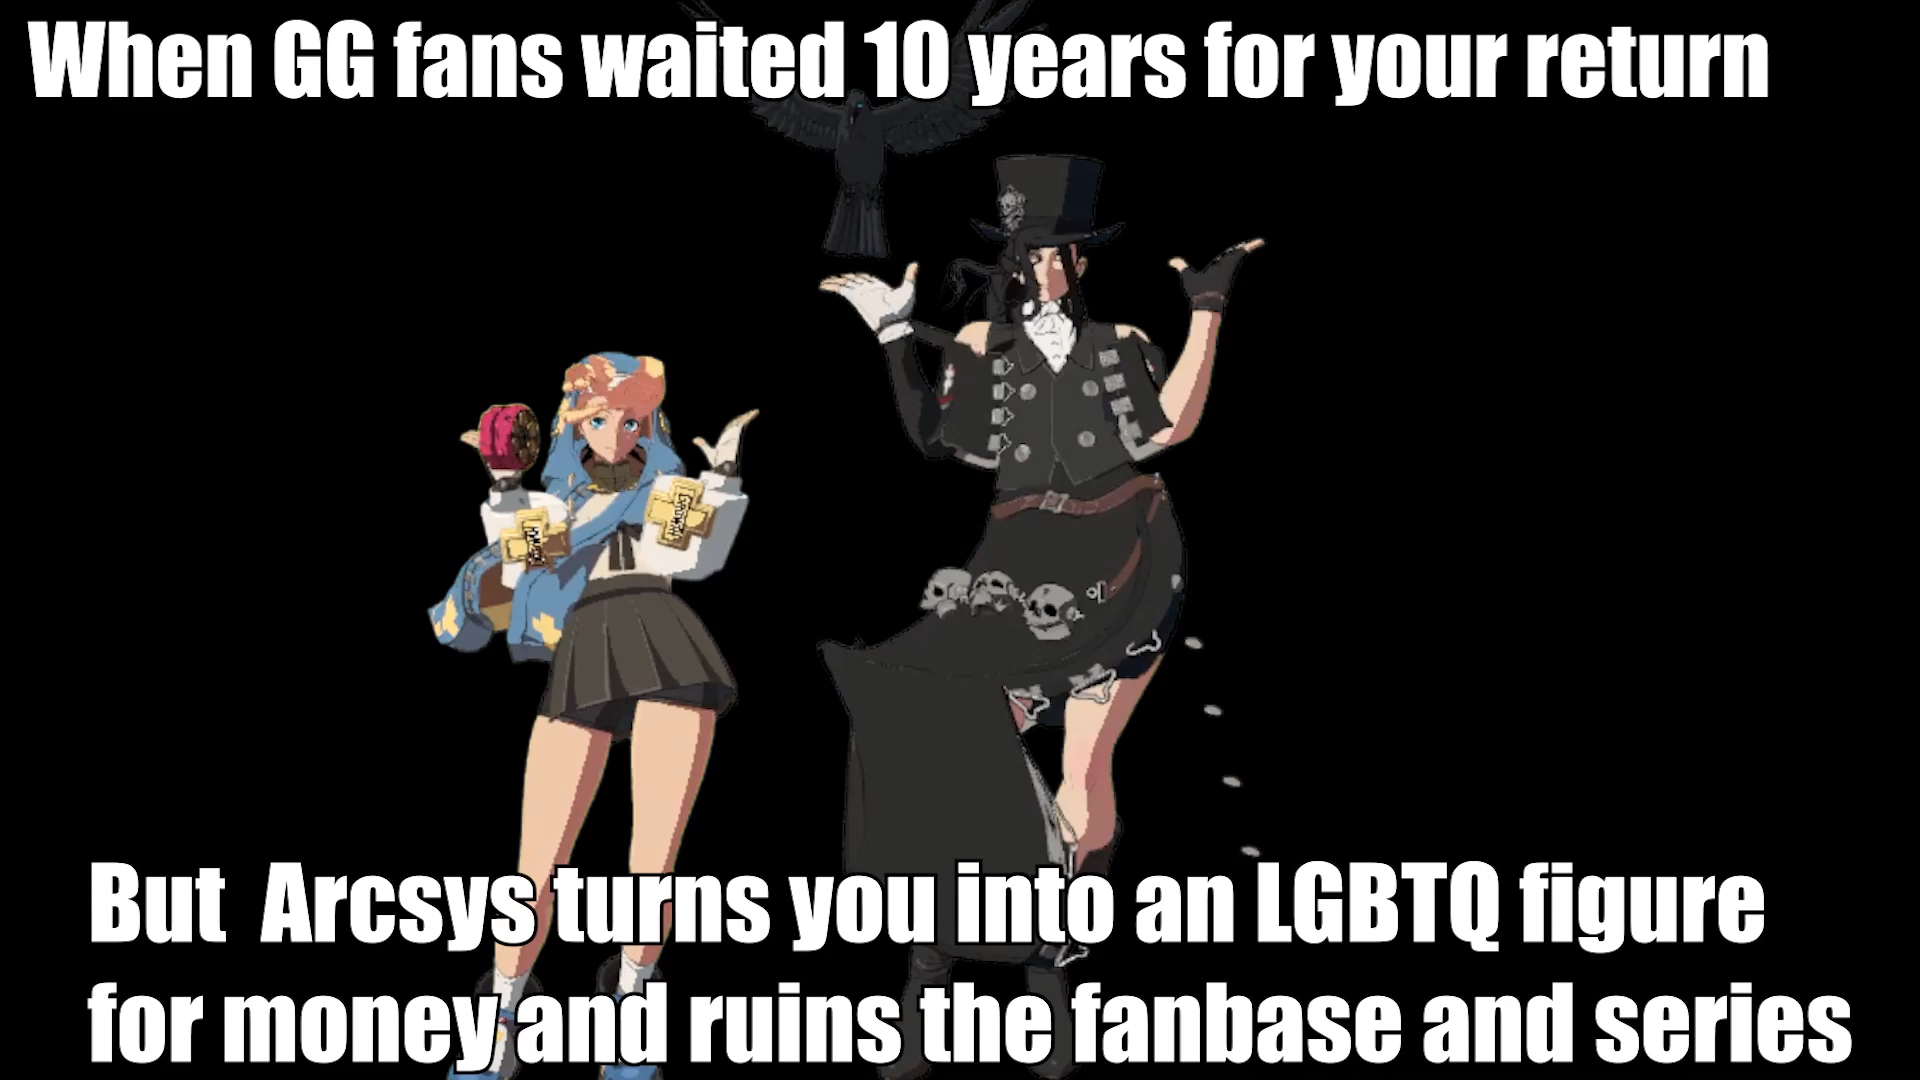 When GG fans waited 10 years for your return
But Arcsys turns you into an LGBTQ figure
for money and ruins the fanbase and series